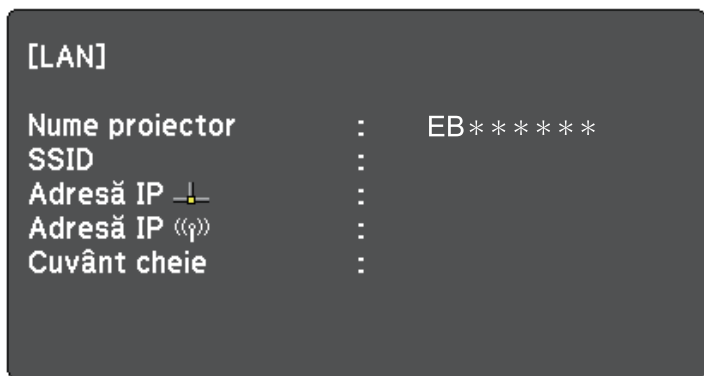 [LAN]
Nume proiector : EB******
SSID :
Adresă IP :
Adresă IP :
Cuvânt cheie :